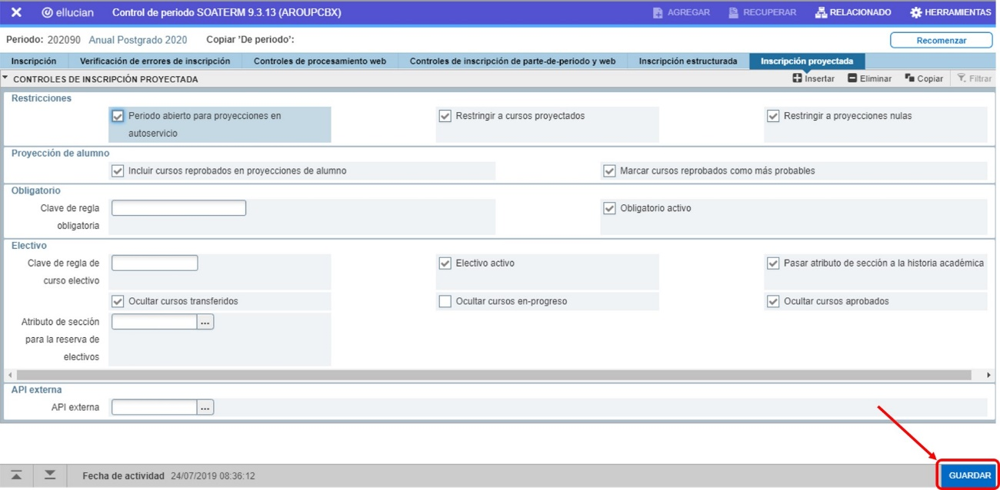 ellucian Control de periodo SOATERM 9.3.13 (AROUPCBX) AGREGAR RECUPERAR RELACIONADO HERRAMIENTAS
Periodo: 202090 Anual Postgrado 2020 Copiar 'De periodo': Recomenzar
Inscripción Verificación de errores de inscripción Controles de procesamiento web Controles de inscripción de parte-de-periodo y web Inscripción estructurada Inscripción proyectada
CONTROLES DE INSCRIPCIÓN PROYECTADA Insertar Eliminar Copiar Filtrar
Restricciones
Periodo abierto para proyecciones en Restringir a cursos proyectados Restringir a proyecciones nulas
autoservicio
Proyección de alumno
Incluir cursos reprobados en proyecciones de alumno Marcar cursos reprobados como más probables
Obligatorio
Clave de regla Obligatorio activo
obligatoria
Electivo
Clave de regla de Electivo activo Pasar atributo de sección a la historia académica
curso electivo
Ocultar cursos transferidos Ocultar cursos en-progreso Ocultar cursos aprobados
Atributo de sección ...
para la reserva de
electivos
API externa
API externa ...
Fecha de actividad 24/07/2019 08:36:12 GUARDAR